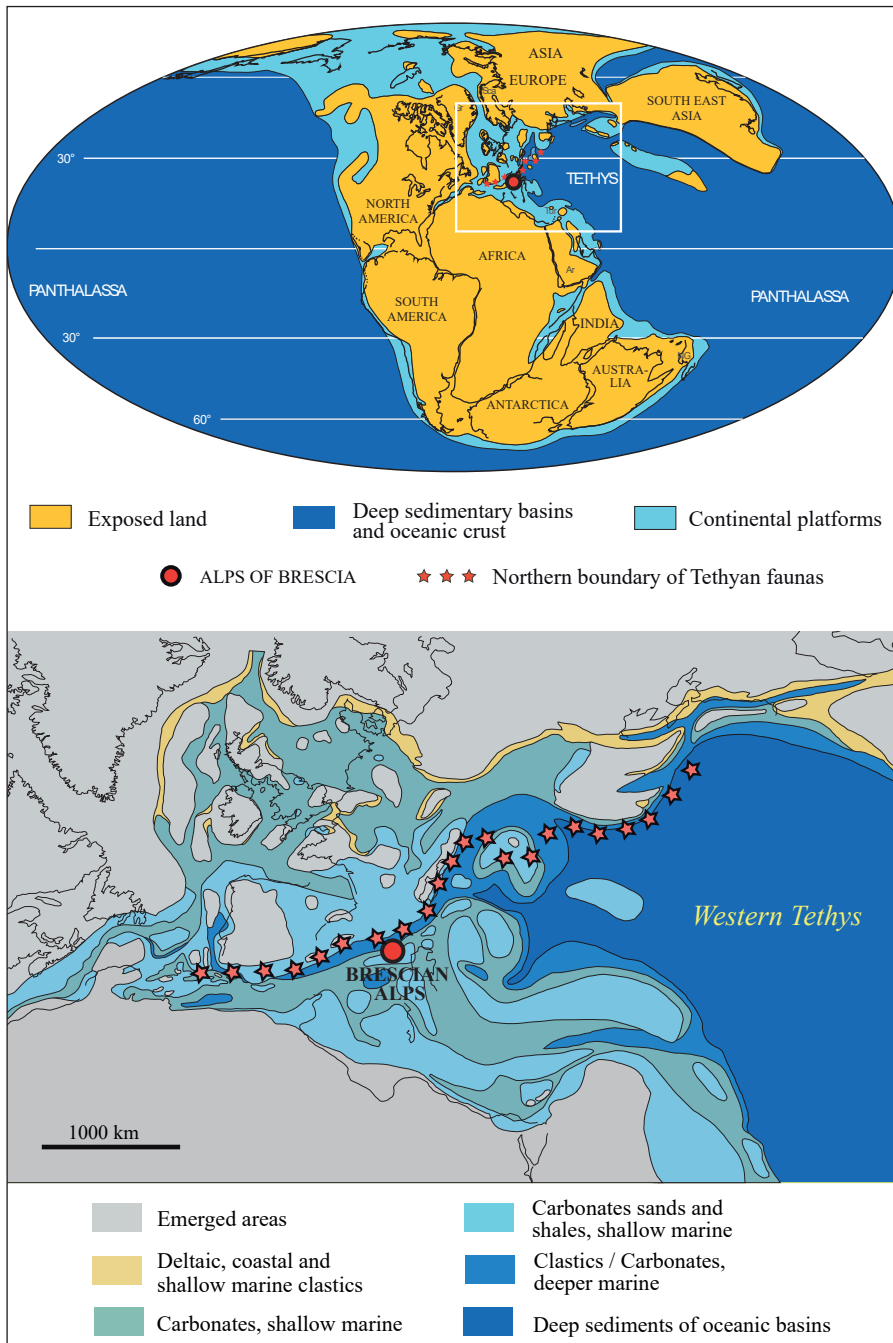 ASIA
EUROPE
SOUTH EAST
ASIA
30°
TETHYS
NORTH
AMERICA
AFRICA
Ar
PANTHALASSA
SOUTH
AMERICA
INDIA
PANTHALASSA
30°
AUSTRA-
LIA
ANTARCTICA
60°
Exposed land
Deep sedimentary basins
and oceanic crust
Continental platforms
ALPS OF BRESCIA
Northern boundary of Tethyan faunas
Western Tethys
BRESCIAN
ALPS
1000 km
Emerged areas
Deltaic, coastal and
shallow marine clastics
Carbonates, shallow marine
Carbonates sands and
shales, shallow marine
Clastics / Carbonates,
deeper marine
Deep sediments of oceanic basins